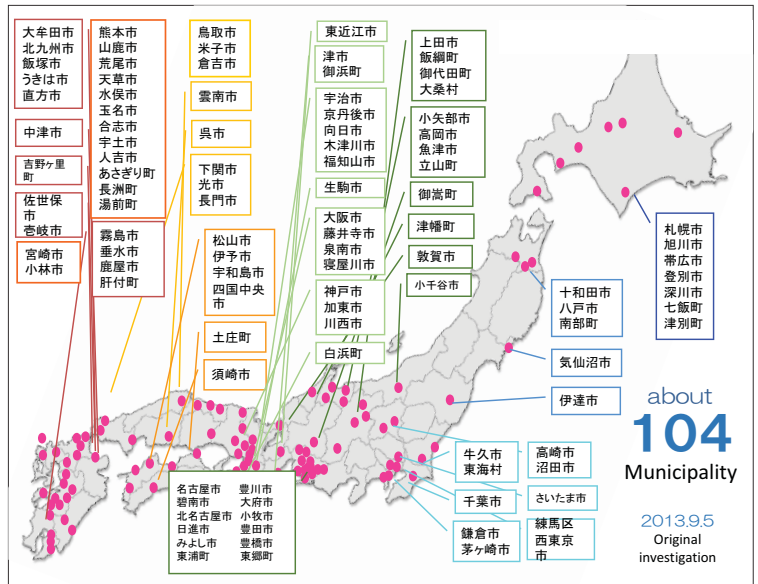 大牟田市
北九州市
飯塚市
うきは市
直方市
中津市
吉野ヶ里
町
佐世保
市
壱岐市
宮崎市
小林市
熊本市
山鹿市
荒尾市
天草市
水俣市
玉名市
合志市
宇土市
人吉市
あさぎり町
長洲町
湯前町
霧島市
垂水市
鹿屋市
肝付町
鳥取市
米子市
倉吉市
雲南市
呉市
下関市
光市
長門市
松山市
伊予市
宇和島市
四国中央
市
土庄町
須崎市
東近江市
津市
御浜町
宇治市
京丹後市
向日市
木津川市
福知山市
生駒市
大阪市
藤井寺市
泉南市
寝屋川市
神戸市
加東市
川西市
白浜町
上田市
飯綱町
御代田町
大桑村
小矢部市
高岡市
魚津市
立山町
御嵩町
津幡町
敦賀市
小千谷市
札幌市
旭川市
帯広市
登別市
深川市
七飯町
津別町
十和田市
八戸市
南部町
気仙沼市
伊達市
名古屋市 豊川市
碧南市 大府市
北名古屋市 小牧市
日進市 豊田市
みよし市 豊橋市
東浦町 東郷町
牛久市
東海村
千葉市
鎌倉市
茅ヶ崎市
高崎市
沼田市
さいたま市
練馬区
西東京
市
about
104
Municipality
2013.9.5
Original
investigation